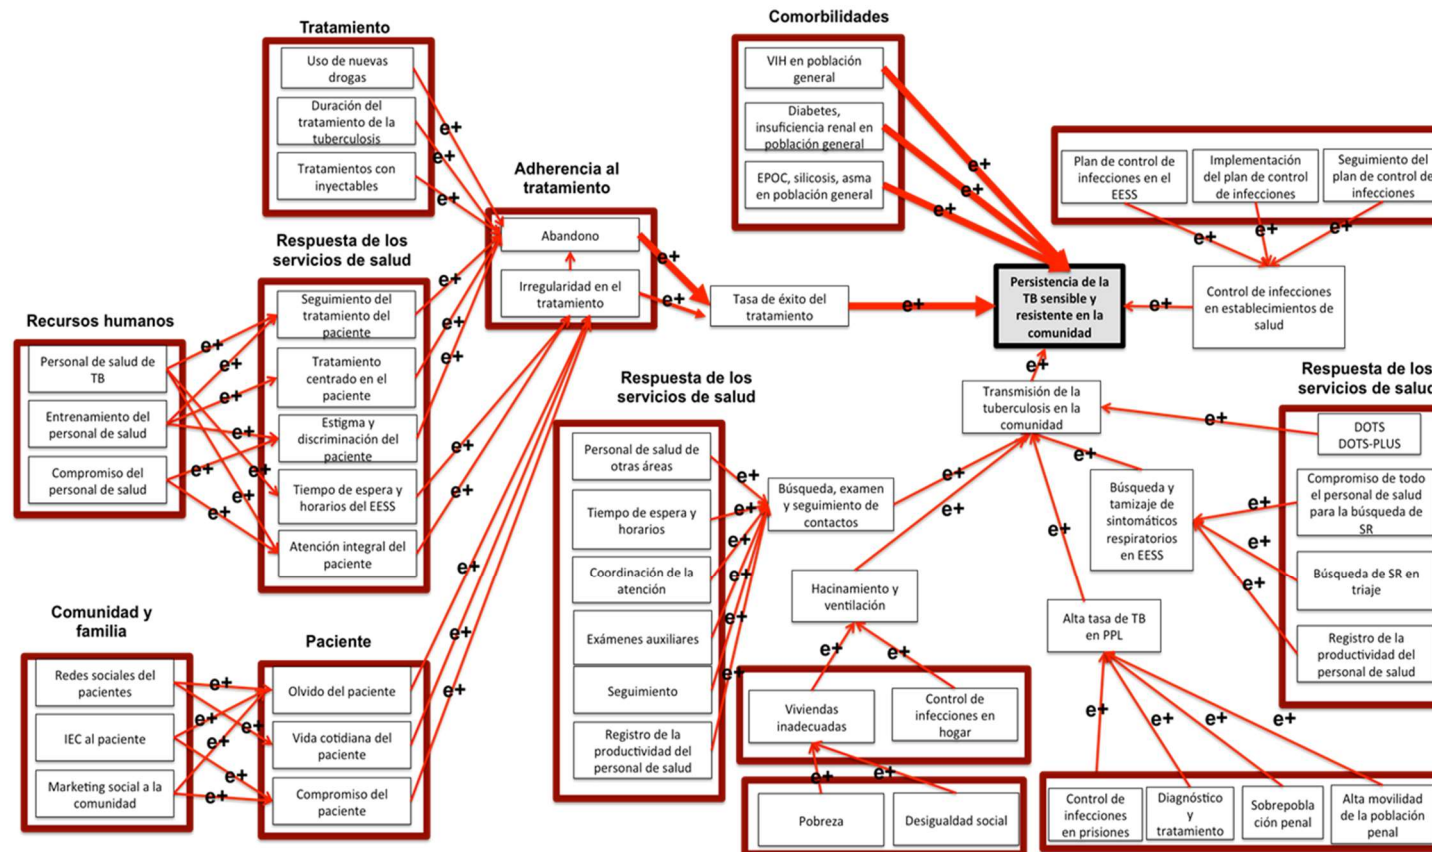 Tratamiento
Uso de nuevas
drogas
Duración del
tratamiento de la
tuberculosis
Tratamientos con
inyectables
e+
e+
e+
Comorbilidades
VIH en población
general
Diabetes,
insuficiencia renal en
población general
EPOC, silicosis, asma
en población general
e+
e+
e+
Plan de control de
infecciones en el
EESS
Implementación
del plan de control
de infecciones
Seguimiento del
plan de control de
infecciones
e+
e+
e+
Control de infecciones
en establecimientos de
salud
e+
Adherencia al
tratamiento
Abandono
Irregularidad en el
tratamiento
e+
e+
Tasa de éxito del
tratamiento
e+
Persistencia de la
TB sensible y
resistente en la
comunidad
Respuesta de los
servicios de salud
Seguimiento del
tratamiento del
paciente
Tratamiento
centrado en el
paciente
Estigma y
discriminación del
paciente
Tiempo de espera y
horarios del EESS
Atención integral del
paciente
e+
e+
e+
e+
e+
Recursos humanos
Personal de salud de
TB
Entrenamiento del
personal de salud
Compromiso del
personal de salud
e+
e+
e+
e+
e+
e+
e+
e+
Comunidad y
familia
Redes sociales del
pacientes
IEC al paciente
Marketing social a la
comunidad
e+
e+
e+
e+
e+
e+
Paciente
Olvido del paciente
Vida cotidiana del
paciente
Compromiso del
paciente
e+
e+
e+
Respuesta de los
servicios de salud
Personal de salud de
otras áreas
Tiempo de espera y
horarios
Coordinación de la
atención
Exámenes auxiliares
Seguimiento
Registro de la
productividad del
personal de salud
e+
e+
e+
e+
e+
e+
Búsqueda, examen
y seguimiento de
contactos
e+
Transmisión de la
tuberculosis en la
comunidad
e+
Hacinamiento y
ventilación
e+
e+
e+
Viviendas
inadecuadas
Control de
infecciones en
hogar
e+
e+
Pobreza
Desigualdad social
Búsqueda y
tamizaje de
sintomáticos
respiratorios
en EESS
e+
Alta tasa de TB
en PPL
e+
e+
e+
e+
e+
Control de
infecciones
en prisiones
Diagnóstico
y
tratamiento
Sobrepobla
ción penal
Alta movilidad
de la población
penal
Respuesta de los
servicios de salud
DOTS
DOTS-PLUS
Compromiso de todo
el personal de salud
para la búsqueda de
SR
Búsqueda de SR en
triaje
Registro de la
productividad del
personal de salud
e+
e+
e+
e+